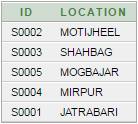 ID LOCATION
S0002 MOTIJHEEL
S0003 SHAHBAG
S0005 MOGBAJAR
S0004 MIRPUR
S0001 JATRABARI